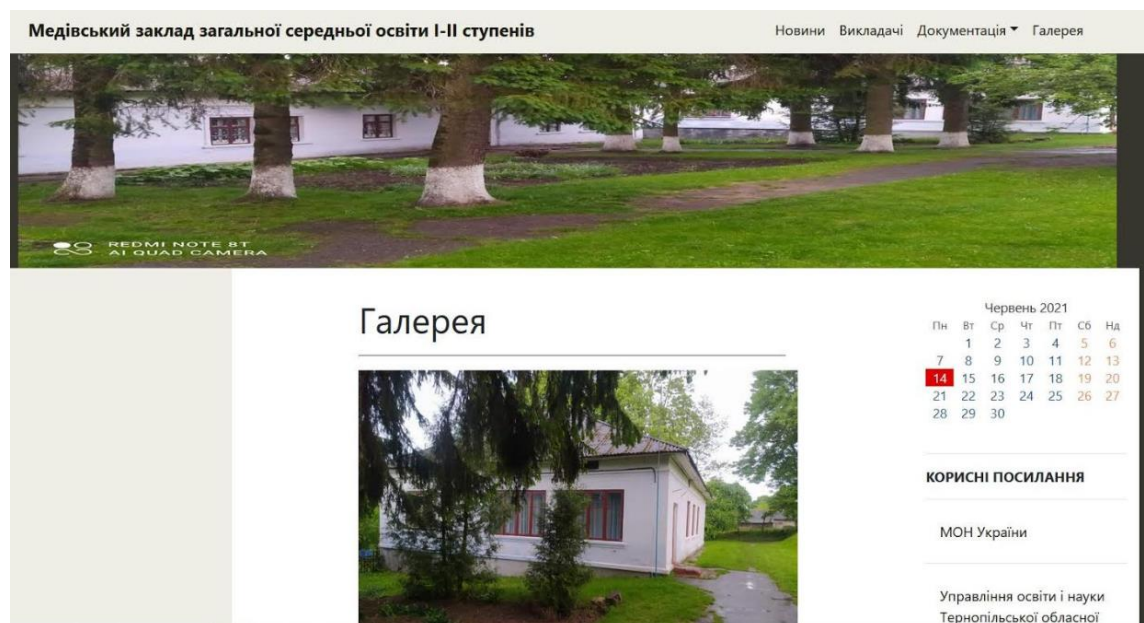 Медівський заклад загальної середньої освіти І-ІІ ступенів
Новини Викладачі Документація Галерея
REDMI NOTE 8T
AI QUAD CAMERA
Галерея
Червень 2021
Пн Вт Ср Чт Пт Сб Нд
1 2 3 4 5 6
7 8 9 10 11 12 13
14 15 16 17 18 19 20
21 22 23 24 25 26 27
28 29 30
КОРИСНІ ПОСИЛАННЯ
МОН України
Управління освіти і науки
Тернопільської обласної